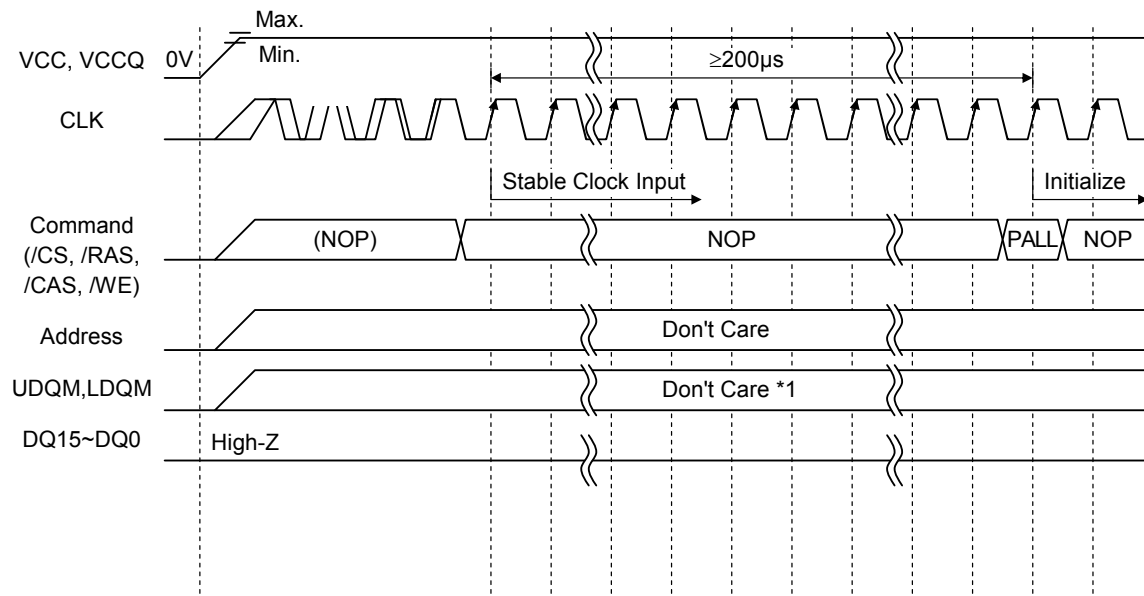 Max.
VCC, VCCQ 0V Min. ≥200µs
CLK
Stable Clock Input Initialize
Command
(/CS, /RAS,
/CAS, /WE)
(NOP) NOP PALL NOP
Address Don't Care
UDQM,LDQM Don't Care *1
DQ15~DQ0 High-Z